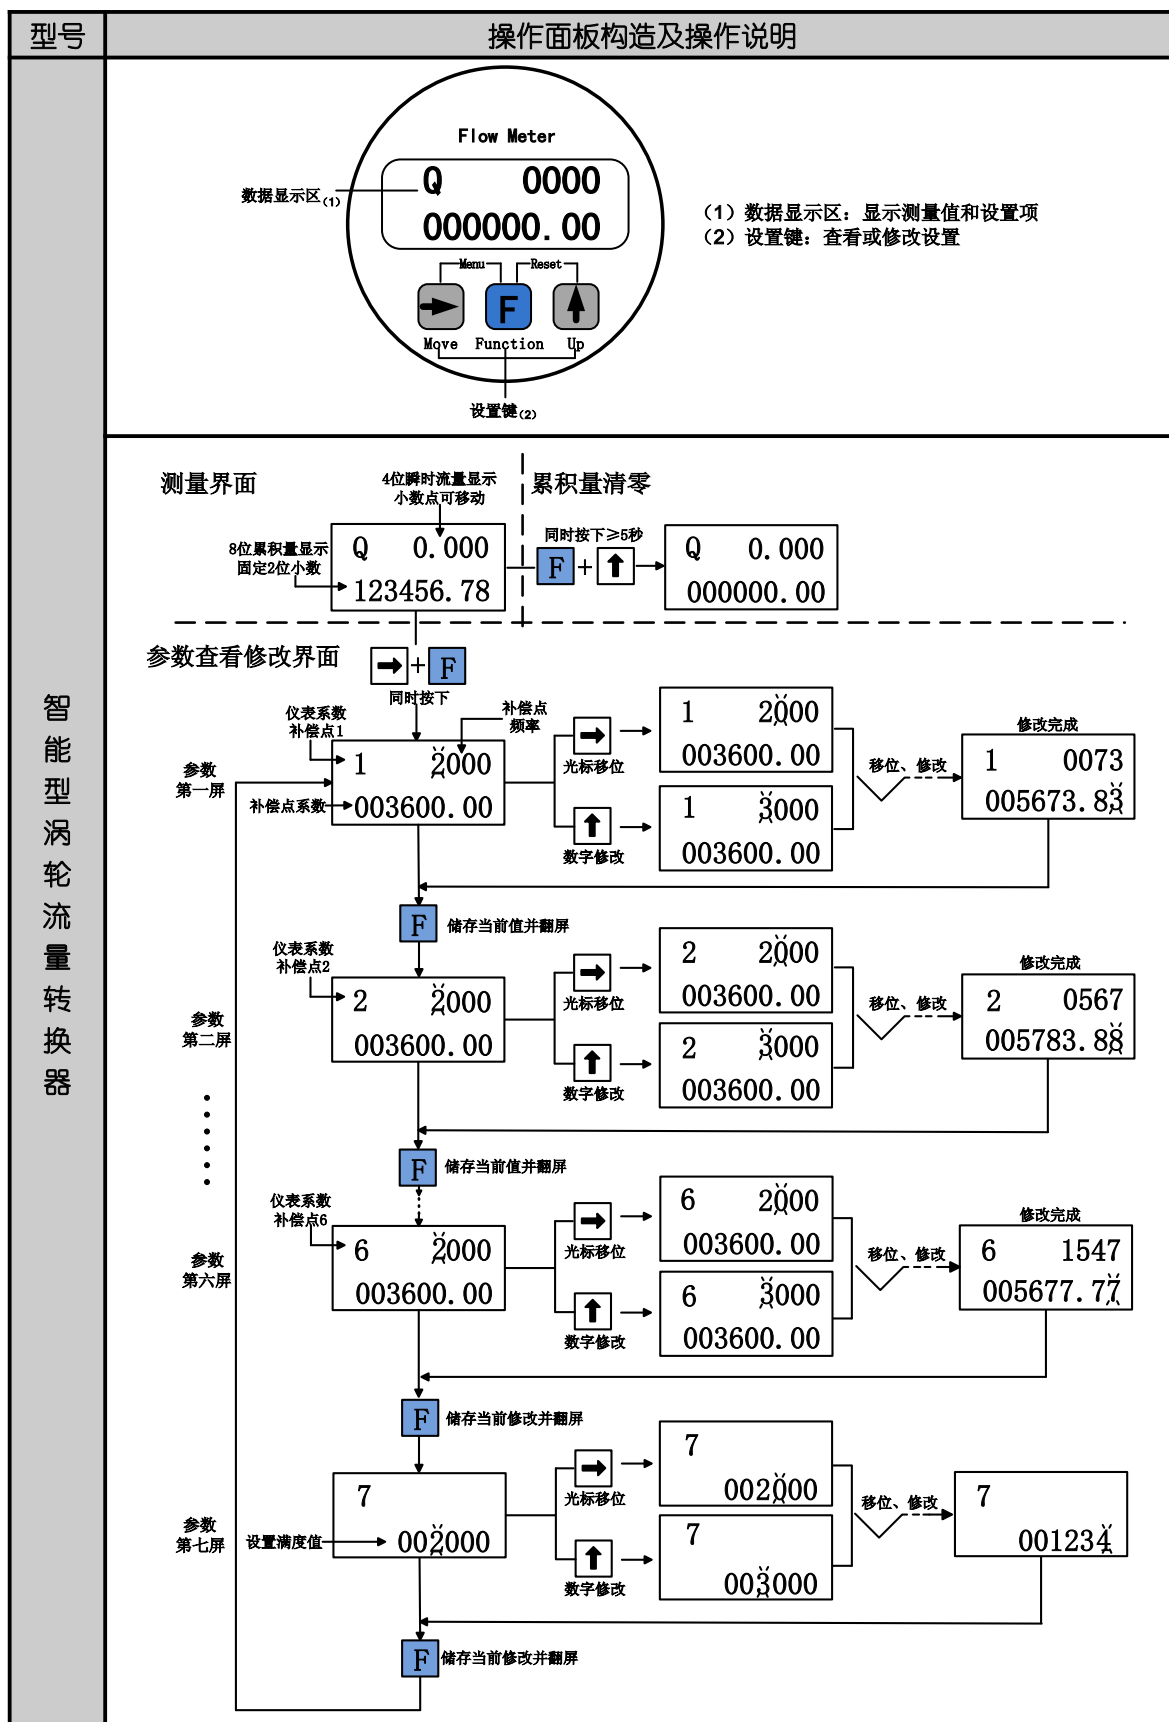 型号
操作面板构造及操作说明
智能型涡轮流量转换器
Flow Meter
Q 0000
000000.00
数据显示区(1)
Menu
Reset
F
Move
Function
Up
设置键(2)
(1) 数据显示区：显示测量值和设置项
(2) 设置键：查看或修改设置
测量界面
4位瞬时流量显示
小数点可移动
8位累积量显示
固定2位小数
Q 0.000
123456.78
累积量清零
同时按下≥5秒
F + 
Q 0.000
000000.00
参数查看修改界面
+ F
同时按下
仪表系数
补偿点1
补偿点
频率
参数
第一屏
补偿点系数
1 2000
003600.00
光标移位
数字修改
1 2000
003600.00
1 3000
003600.00
移位、修改
修改完成
1 0073
005673.83
F
储存当前值并翻屏
仪表系数
补偿点2
参数
第二屏
2 2000
003600.00
光标移位
数字修改
2 2000
003600.00
2 3000
003600.00
移位、修改
修改完成
2 0567
005783.88
F
储存当前值并翻屏
仪表系数
补偿点6
参数
第六屏
6 2000
003600.00
光标移位
数字修改
6 2000
003600.00
6 3000
003600.00
移位、修改
修改完成
6 1547
005677.77
F
储存当前修改并翻屏
参数
第七屏
设置满度值
7
002000
光标移位
数字修改
7
002000
7
003000
移位、修改
7
001234
F
储存当前修改并翻屏